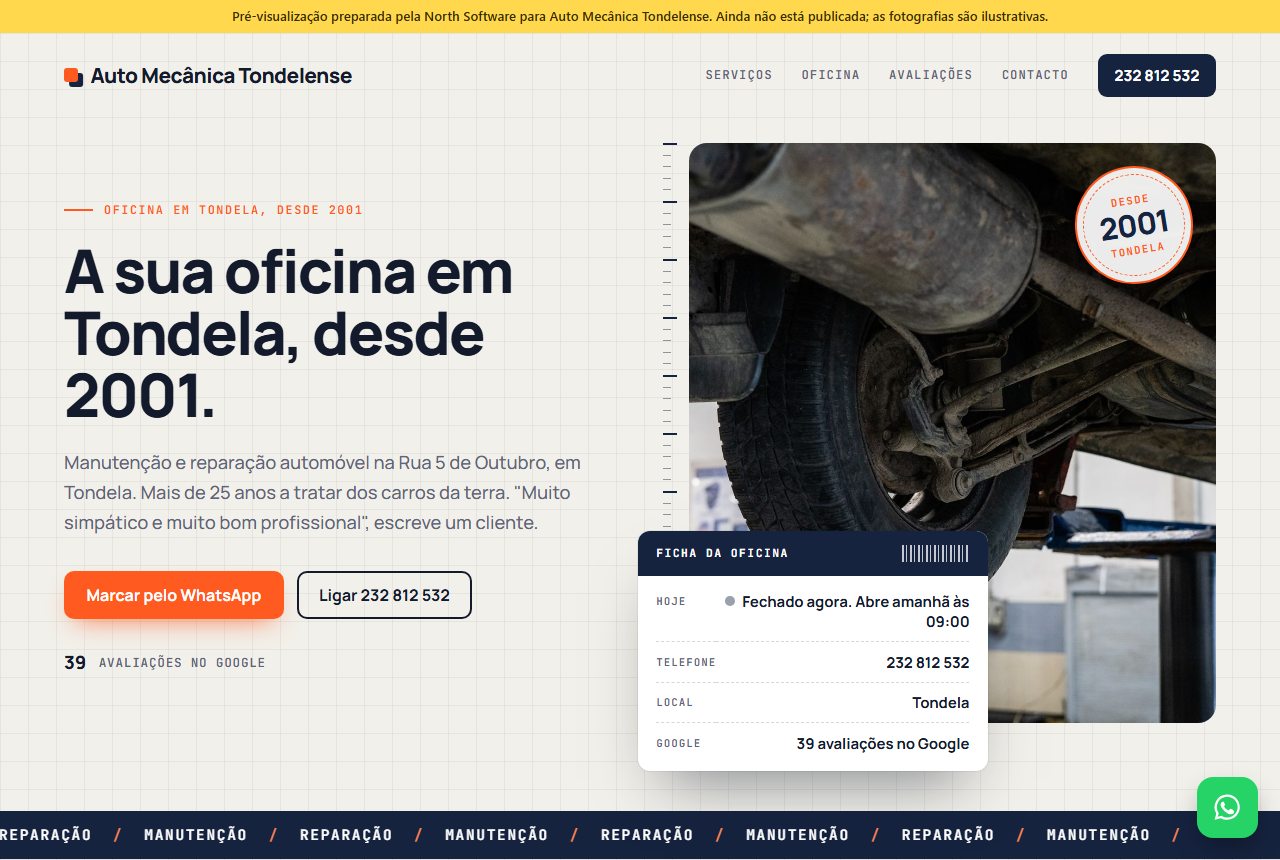 Pré-visualização preparada pela North Software para Auto Mecânica Tondelense. Ainda não está publicada; as fotografias são ilustrativas.
Auto Mecânica Tondelense
SERVIÇOS
OFICINA
AVALIAÇÕES
CONTACTO
232 812 532
OFICINA EM TONDELA, DESDE 2001
A sua oficina em
Tondela, desde
2001.
Manutenção e reparação automóvel na Rua 5 de Outubro, em
Tondela. Mais de 25 anos a tratar dos carros da terra. "Muito
simpático e muito bom profissional", escreve um cliente.
Marcar pelo WhatsApp
Ligar 232 812 532
39 AVALIAÇÕES NO GOOGLE
DESDE
2001
TONDELA
FICHA DA OFICINA
HOJE
Fechado agora. Abre amanhã às
09:00
TELEFONE
232 812 532
LOCAL
Tondela
GOOGLE
39 avaliações no Google
REPARAÇÃO / MANUTENÇÃO / REPARAÇÃO / MANUTENÇÃO / REPARAÇÃO / MANUTENÇÃO / REPARAÇÃO / MANUTENÇÃO /